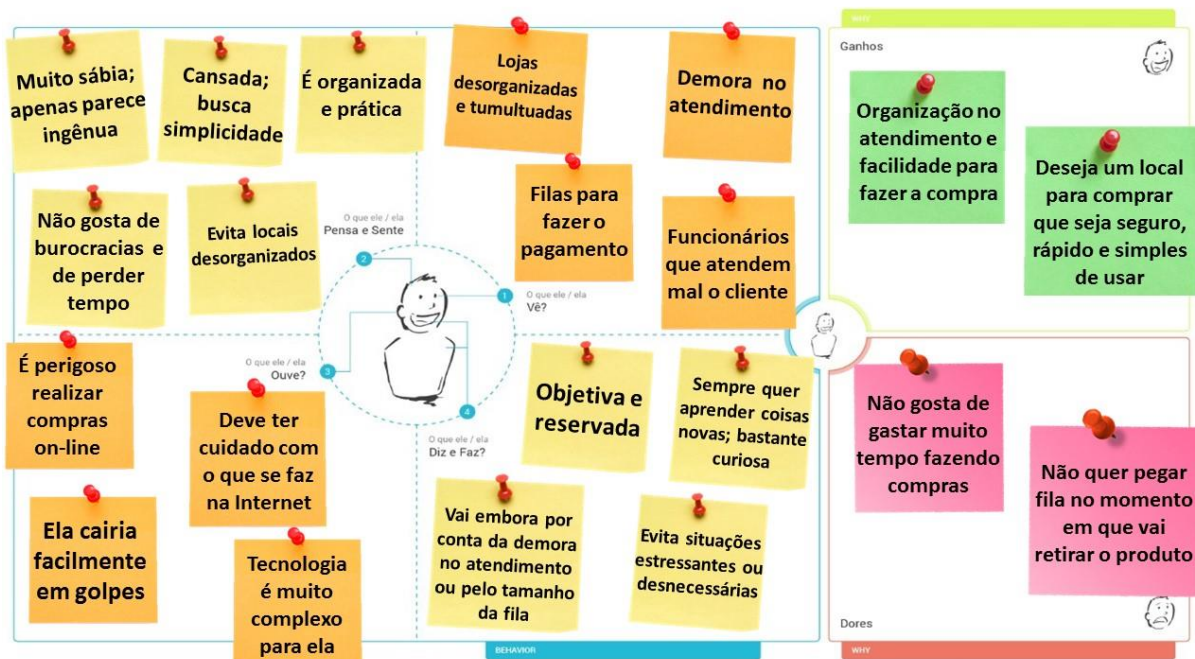 Muito sábia;
apenas parece
ingênua
Cansada;
busca
simplicidade
É organizada
e prática
Não gosta de
burocracias e
de perder
tempo
Evita locais
desorganizados
O que ele / ela
Pensa e Sente
2
Lojas
desorganizadas
e tumultuadas
Demora no
atendimento
Filas para
fazer o
pagamento
Funcionários
que atendem
mal o cliente
1
O que ele / ela
Vê?
É perigoso
realizar
compras
on-line
Deve ter
cuidado com
o que se faz
na Internet
Ela cairia
facilmente
em golpes
Tecnologia
é muito
complexo
para ela
O que ele / ela
Ouve?
3
4
O que ele / ela
Diz e Faz?
Objetiva e
reservada
Sempre quer
aprender coisas
novas; bastante
curiosa
Vai embora por
conta da demora
no atendimento
ou pelo tamanho
da fila
Evita situações
estressantes ou
desnecessárias
BEHAVIOR
WHY
Ganhos
Organização no
atendimento e
facilidade para
fazer a compra
Deseja um local
para comprar
que seja seguro,
rápido e simples
de usar
Não gosta de
gastar muito
tempo fazendo
compras
Não quer pegar
fila no momento
em que vai
retirar o produto
Dores
WHY